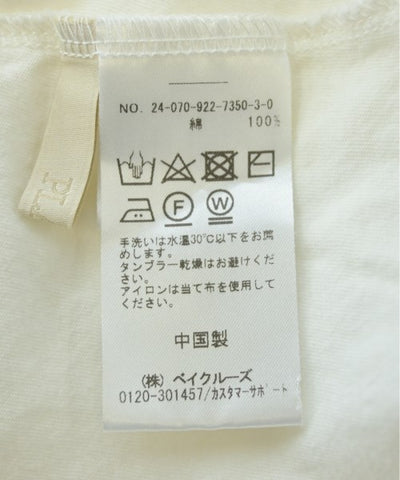 NO. 24-070-922-7350-3-0
綿 100%
F W
手洗いは水温30℃以下をお薦
めします。
タンブラー乾燥はお避けくだ
さい。
アイロンは当て布を使用して
ください。
中国製
(株) ベイクルーズ
0120-301457/カスタマーサポート
PL